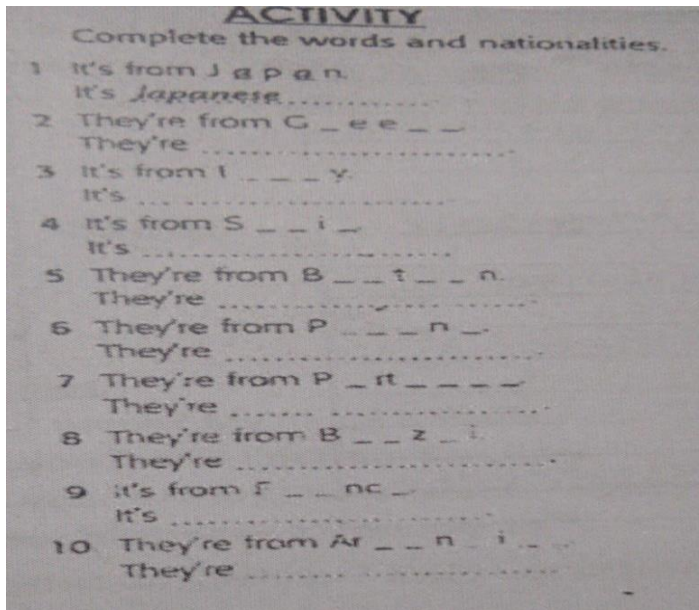 ACTIVITY
Complete the words and nationalities.
1 It's from J a p a n.
It's Japanese..............
2 They're from G _ e e _ _.
They're ..............................
3 It's from I _ _ _ y.
It's ..............................
4 It's from S _ _ i _.
It's ..............................
5 They're from B _ _ t _ _ n.
They're ..............................
6 They're from P _ _ _ n _.
They're ..............................
7 They're from P _ rt _ _ _ _.
They're ..............................
8 They're from B _ _ z _ l.
They're ..............................
9 It's from F _ _ nc _.
It's ..............................
10 They're from Ar _ _ n _ i _ _.
They're ..............................